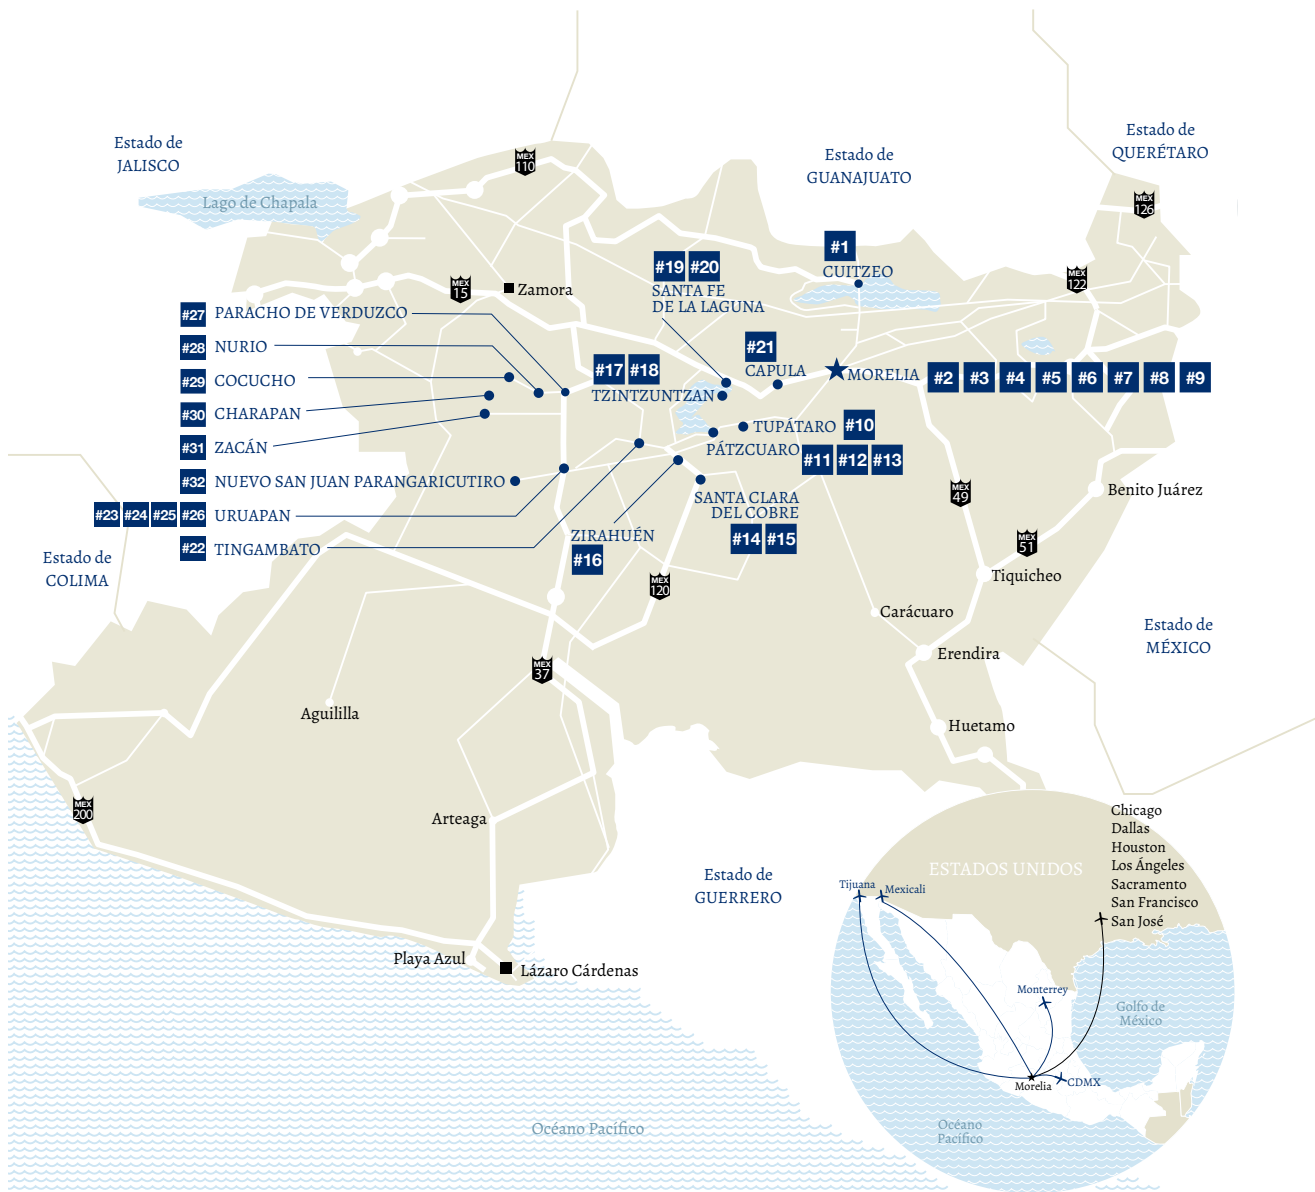 Estado de
JALISCO
Lago de Chapala
MEX
110
Estado de
GUANAJUATO
Estado de
QUERÉTARO
MEX
126
MEX
122
MEX
15
Zamora
#1
CUITZEO
#19 #20
SANTA FE
DE LA LAGUNA
#21
CAPULA
MORELIA #2 #3 #4 #5 #6 #7 #8 #9
#17 #18
TZINTZUNTZAN
TUPÁTARO #10
PÁTZCUARO #11 #12 #13
SANTA CLARA
DEL COBRE
#14 #15
ZIRAHUÉN
#16
#27 PARACHO DE VERDUZCO
#28 NURIO
#29 COCUCHO
#30 CHARAPAN
#31 ZACÁN
#32 NUEVO SAN JUAN PARANGARICUTIRO
#23 #24 #25 #26 URUAPAN
#22 TINGAMBATO
Estado de
COLIMA
MEX
49
MEX
51
MEX
120
MEX
37
MEX
200
Benito Juárez
Tiquicheo
Carácuaro
Erendira
Huetamo
Estado de
MÉXICO
Aguililla
Arteaga
Playa Azul
Lázaro Cárdenas
Estado de
GUERRERO
Océano Pacífico
ESTADOS UNIDOS
Chicago
Dallas
Houston
Los Ángeles
Sacramento
San Francisco
San José
Tijuana
Mexicali
Monterrey
Golfo de
México
Morelia
CDMX
Océano
Pacífico